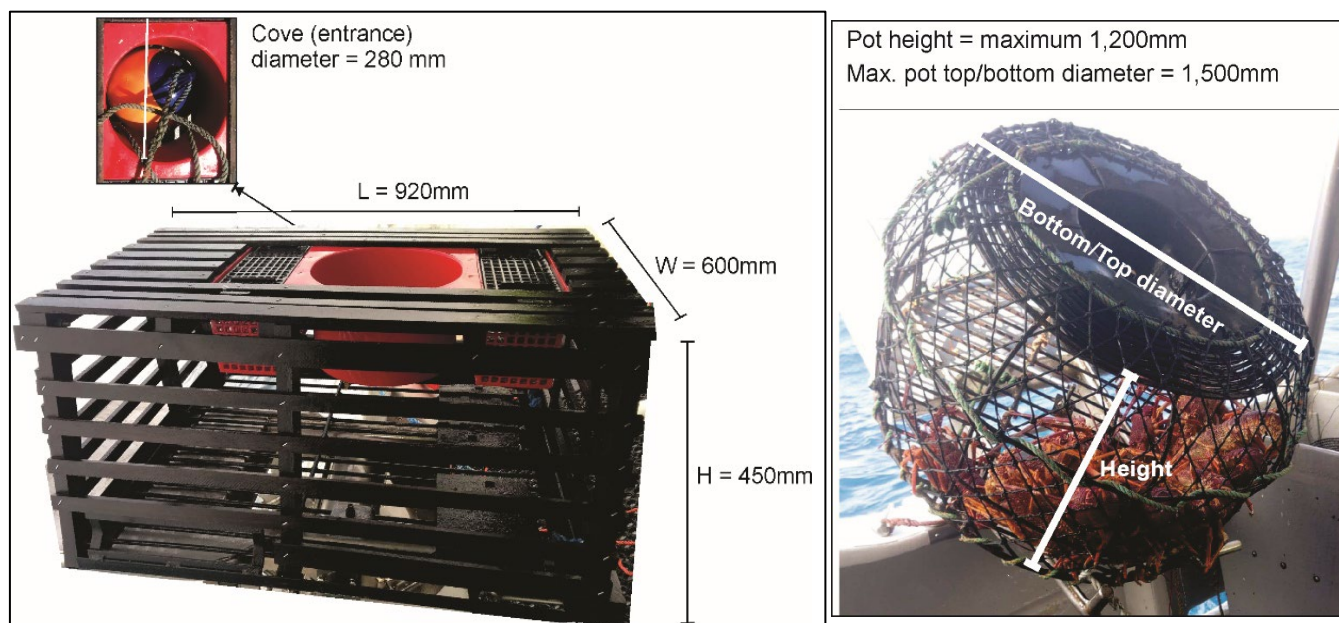 Cove (entrance)
diameter = 280 mm
L = 920mm
W = 600mm
H = 450mm
Pot height = maximum 1,200mm
Max. pot top/bottom diameter = 1,500mm
Bottom/Top diameter
Height